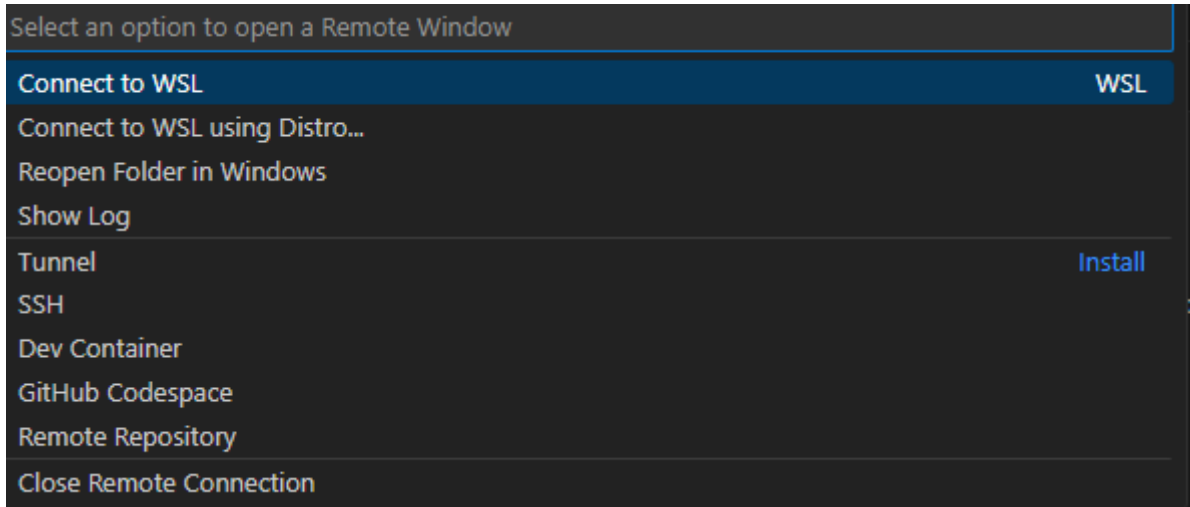 Select an option to open a Remote Window
Connect to WSL WSL
Connect to WSL using Distro...
Reopen Folder in Windows
Show Log
Tunnel Install
SSH
Dev Container
GitHub Codespace
Remote Repository
Close Remote Connection